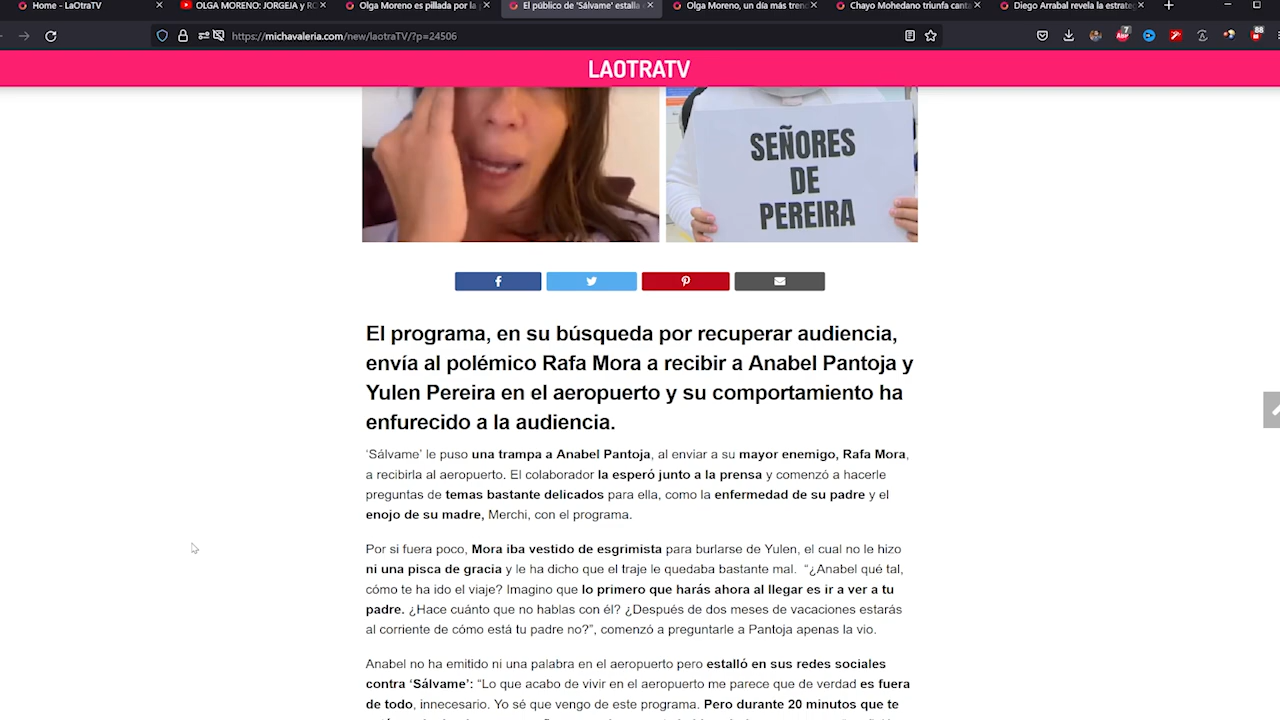 Home - LaOtraTV
OLGA MORENO: JORGEJA y RO
Olga Moreno es pillada por la p
El público de 'Sálvame' estalla
Olga Moreno, un día más trend
Chayo Mohedano triunfa canta
Diego Arrabal revela la estrateg
https://michavaleria.com/new/laotraTV/?p=24506
7
88
LAOTRATV
SEÑORES
DE
PEREIRA
El programa, en su búsqueda por recuperar audiencia,
envía al polémico Rafa Mora a recibir a Anabel Pantoja y
Yulen Pereira en el aeropuerto y su comportamiento ha
enfurecido a la audiencia.
'Sálvame' le puso una trampa a Anabel Pantoja, al enviar a su mayor enemigo, Rafa Mora,
a recibirla al aeropuerto. El colaborador la esperó junto a la prensa y comenzó a hacerle
preguntas de temas bastante delicados para ella, como la enfermedad de su padre y el
enojo de su madre, Merchi, con el programa.
Por si fuera poco, Mora iba vestido de esgrimista para burlarse de Yulen, el cual no le hizo
ni una pisca de gracia y le ha dicho que el traje le quedaba bastante mal. “¿Anabel qué tal,
cómo te ha ido el viaje? Imagino que lo primero que harás ahora al llegar es ir a ver a tu
padre. ¿Hace cuánto que no hablas con él? ¿Después de dos meses de vacaciones estarás
al corriente de cómo está tu padre no?”, comenzó a preguntarle a Pantoja apenas la vio.
Anabel no ha emitido ni una palabra en el aeropuerto pero estalló en sus redes sociales
contra ‘Sálvame’: “Lo que acabo de vivir en el aeropuerto me parece que de verdad es fuera
de todo, innecesario. Yo sé que vengo de este programa. Pero durante 20 minutos que te